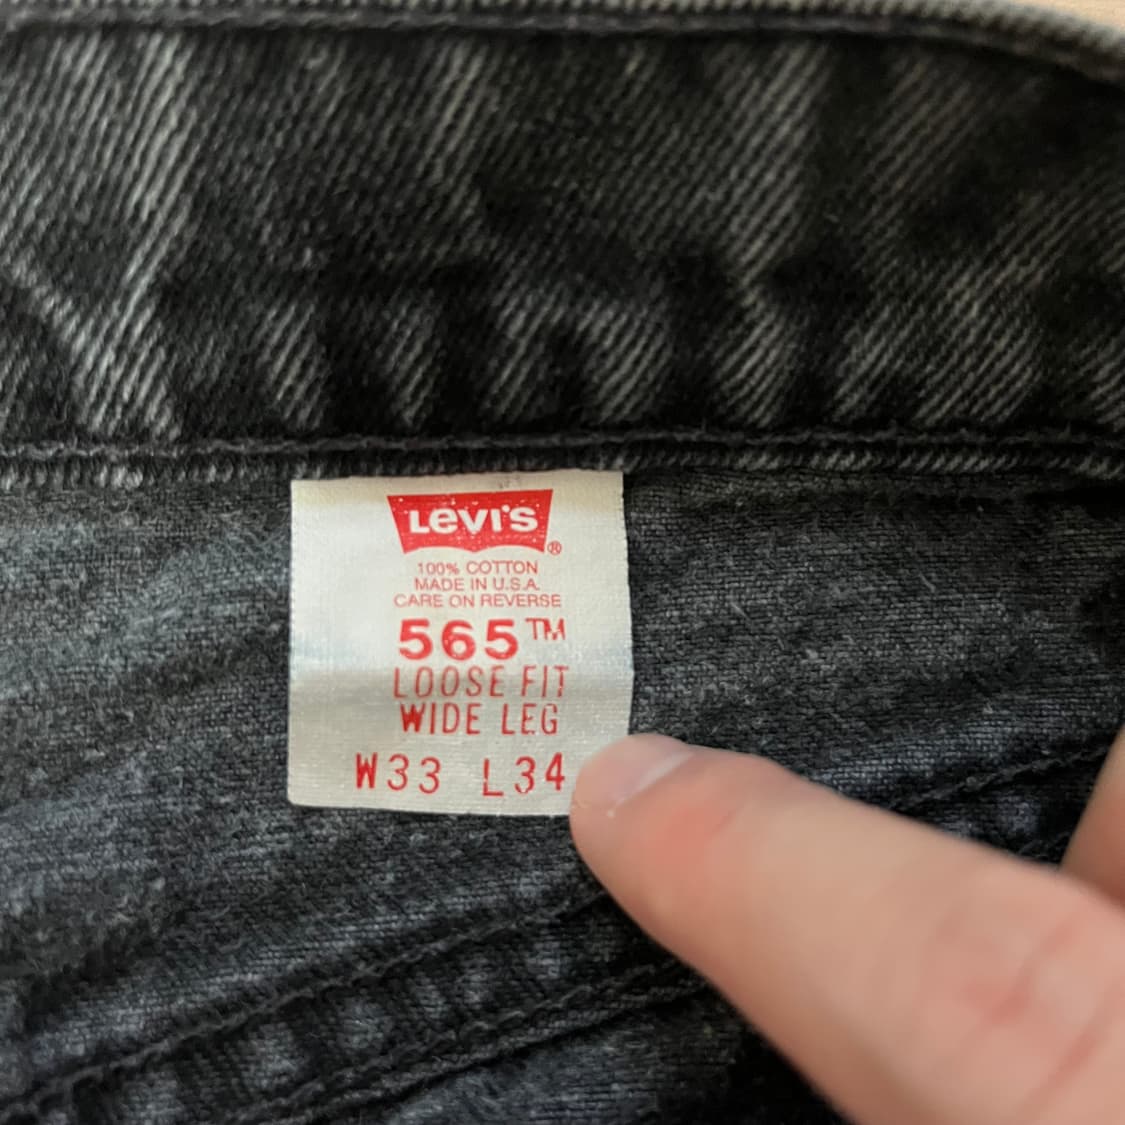 LEVI'S ®
100% COTTON
MADE IN U.S.A.
CARE ON REVERSE
565™
LOOSE FIT
WIDE LEG
W33 L34